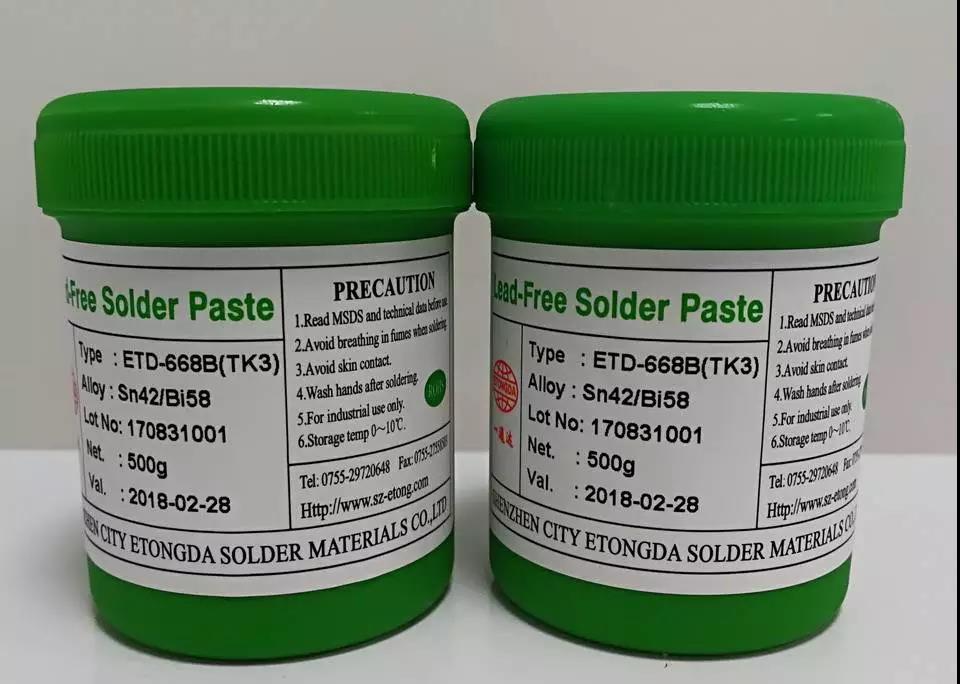 -Free Solder Paste
Type : ETD-668B(TK3)
Alloy : Sn42/Bi58
Lot No: 170831001
Net. : 500g
Val. : 2018-02-28
PRECAUTION
1.Read MSDS and technical data before use.
2.Avoid breathing in fumes when soldering.
3.Avoid skin contact.
4.Wash hands after soldering.
5.For industrial use only.
6.Storage temp 0~10℃.
ROHS
Tel: 0755-29720648 Fax:
Http://www.sz-etong.com
CITY ETONGDA SOLDER MATERIALS CO.,LTD
Lead-Free Solder Paste
ETONGDA
一通达
Type : ETD-668B(TK3)
Alloy : Sn42/Bi58
Lot No: 170831001
Net. : 500g
Val. : 2018-02-28
PRECAUTION
1.Read MSDS and technical data
2.Avoid breathing in fumes when
3.Avoid skin contact.
4.Wash hands after soldering.
5.For industrial use only.
6.Storage temp 0~10℃.
Tel: 0755-29720648
Http://www.sz-etong.com
SHENZHEN CITY ETONGDA SOLDER MATERIALS CO.